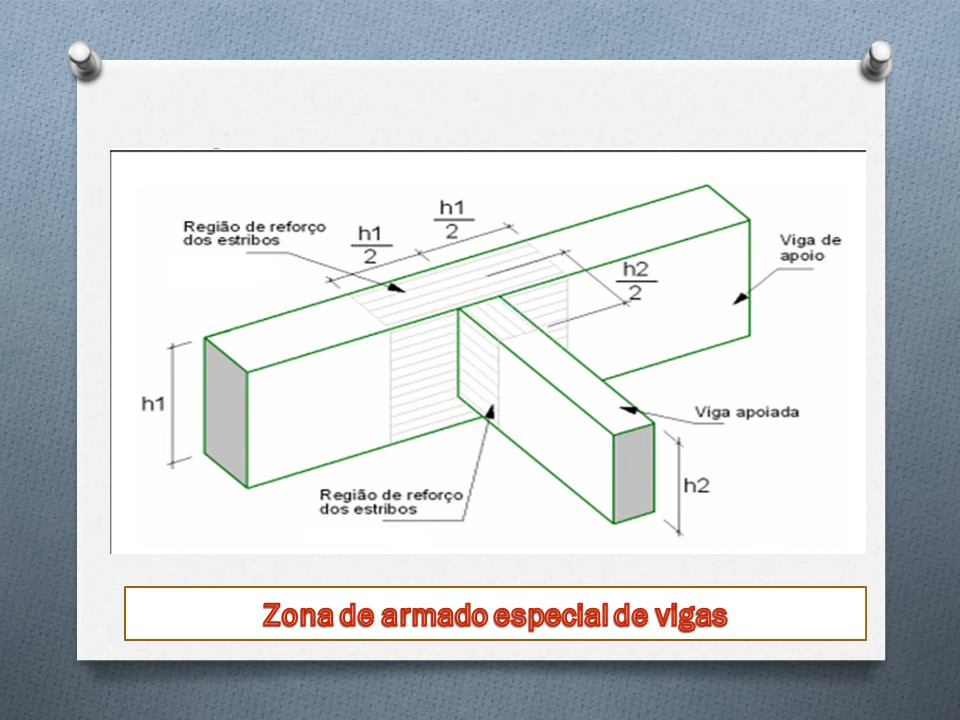 h1
2
h1
2
Região de reforço
dos estribos
h2
2
Viga de
apoio
h1
Viga apoiada
h2
Região de reforço
dos estribos
Zona de armado especial de vigas